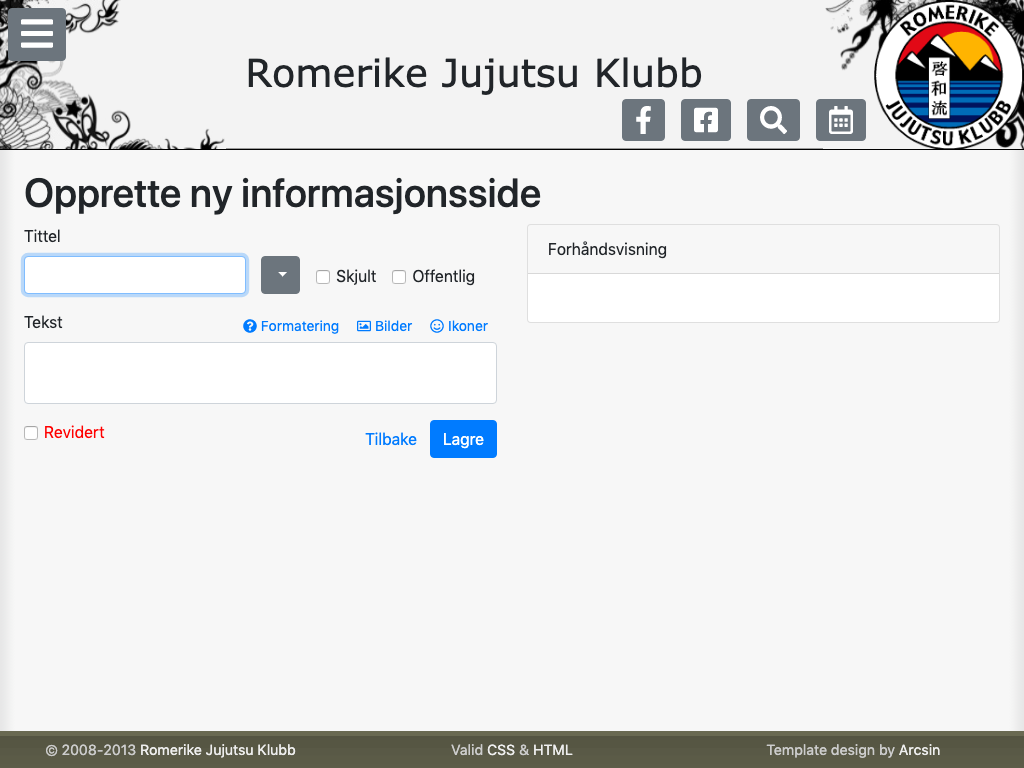 Romerike Jujutsu Klubb
ROMERIKE
啓和流
JUJUTSU KLUBB
Opprette ny informasjonsside
Tittel
Skjult
Offentlig
Tekst
Formatering
Bilder
Ikoner
Revidert
Tilbake
Lagre
Forhåndsvisning
© 2008-2013 Romerike Jujutsu Klubb
Valid CSS & HTML
Template design by Arcsin